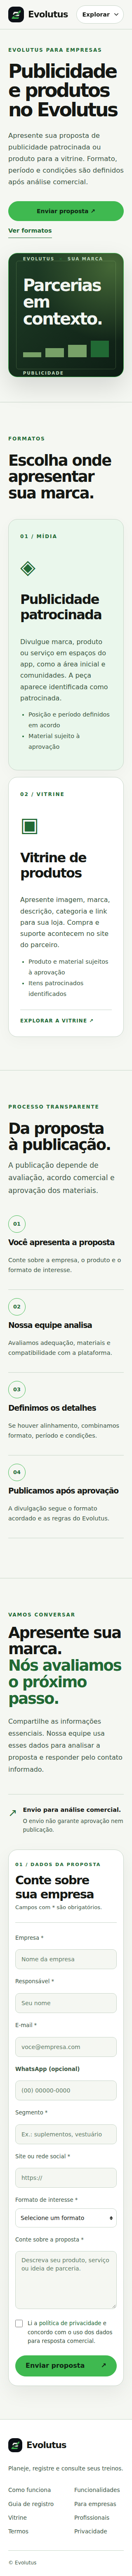 Evolutus
Explorar
EVOLUTUS PARA EMPRESAS
Publicidade
e produtos
no Evolutus
Apresente sua proposta de
publicidade patrocinada ou
produto para a vitrine. Formato,
período e condições são definidos
após análise comercial.
Enviar proposta ↗
Ver formatos
EVOLUTUS SUA MARCA
Parcerias
em
contexto.
PUBLICIDADE
FORMATOS
Escolha onde
apresentar
sua marca.
01 / MÍDIA
Publicidade
patrocinada
Divulgue marca, produto
ou serviço em espaços do
app, como a área inicial e
comunidades. A peça
aparece identificada como
patrocinada.
• Posição e período definidos
em acordo
• Material sujeito à
aprovação
02 / VITRINE
Vitrine de
produtos
Apresente imagem, marca,
descrição, categoria e link
para sua loja. Compra e
suporte acontecem no site
do parceiro.
• Produto e material sujeitos
à aprovação
• Itens patrocinados
identificados
EXPLORAR A VITRINE ↗
PROCESSO TRANSPARENTE
Da proposta
à publicação.
A publicação depende de
avaliação, acordo comercial e
aprovação dos materiais.
01
Você apresenta a proposta
Conte sobre a empresa, o produto e o
formato de interesse.
02
Nossa equipe analisa
Avaliamos adequação, materiais e
compatibilidade com a plataforma.
03
Definimos os detalhes
Se houver alinhamento, combinamos
formato, período e condições.
04
Publicamos após aprovação
A divulgação segue o formato
acordado e as regras do Evolutus.
VAMOS CONVERSAR
Apresente sua
marca.
Nós avaliamos
o próximo
passo.
Compartilhe as informações
essenciais. Nossa equipe usa
esses dados para analisar a
proposta e responder pelo contato
informado.
↗ Envio para análise comercial.
O envio não garante aprovação nem
publicação.
01 / DADOS DA PROPOSTA
Conte sobre
sua empresa
Campos com * são obrigatórios.
Empresa *
Nome da empresa
Responsável *
Seu nome
E-mail *
voce@empresa.com
WhatsApp (opcional)
(00) 00000-0000
Segmento *
Ex.: suplementos, vestuário
Site ou rede social *
https://
Formato de interesse *
Selecione um formato
Conte sobre a proposta *
Descreva seu produto, serviço
ou ideia de parceria.
Li a política de privacidade e
concordo com o uso dos dados
para resposta comercial.
Enviar proposta ↗
Evolutus
Planeje, registre e consulte seus treinos.
Como funciona Funcionalidades
Guia de registro Para empresas
Vitrine Profissionais
Termos Privacidade
© Evolutus